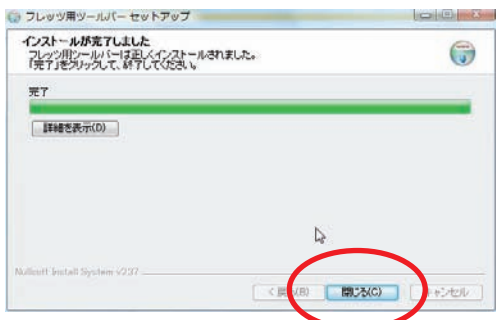 フレッツ用ツールバー セットアップ
インストールが完了しました
フレッツ用ツールバーは正しくインストールされました。
「完了」をクリックして、終了してください。
完了
詳細を表示(D)
Nullsoft Install System v2.37
< 戻る(B) 閉じる(C) キャンセル